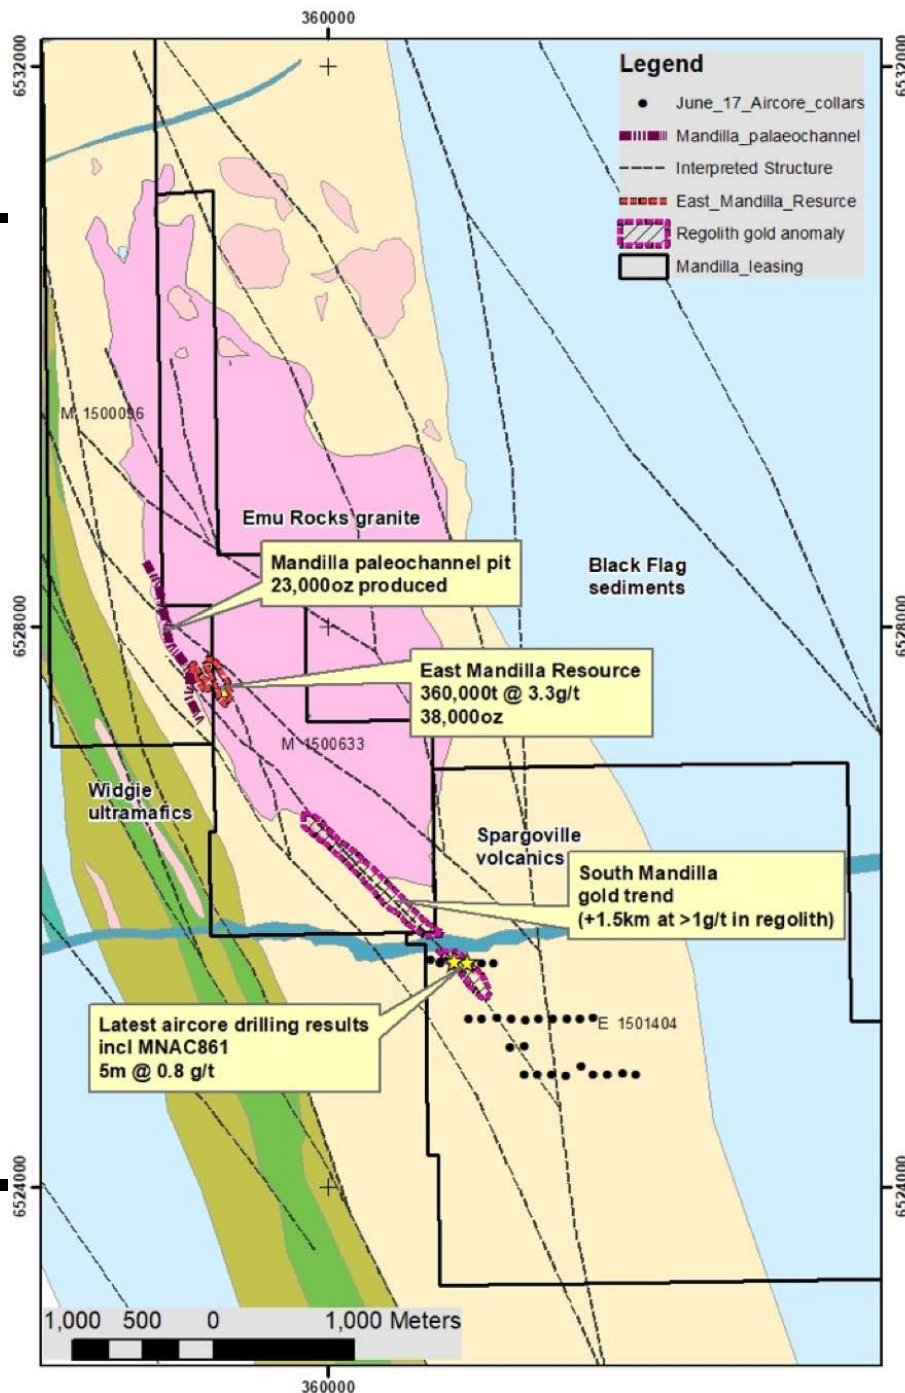 360000
6532000
6532000
Legend
June_17_Aircore_collars
Mandilla_palaeochannel
Interpreted Structure
East_Mandilla_Resurce
Regolith gold anomaly
Mandilla_leasing
M 1500096
Emu Rocks granite
Mandilla paleochannel pit
23,000oz produced
Black Flag
sediments
6528000
6528000
East Mandilla Resource
360,000t @ 3.3g/t
38,000oz
M 1500633
Widgie
ultramafics
Spargoville
volcanics
South Mandilla
gold trend
(+1.5km at >1g/t in regolith)
Latest aircore drilling results
incl MNAC861
5m @ 0.8 g/t
E 1501404
6524000
6524000
1,000 500 0 1,000 Meters
360000